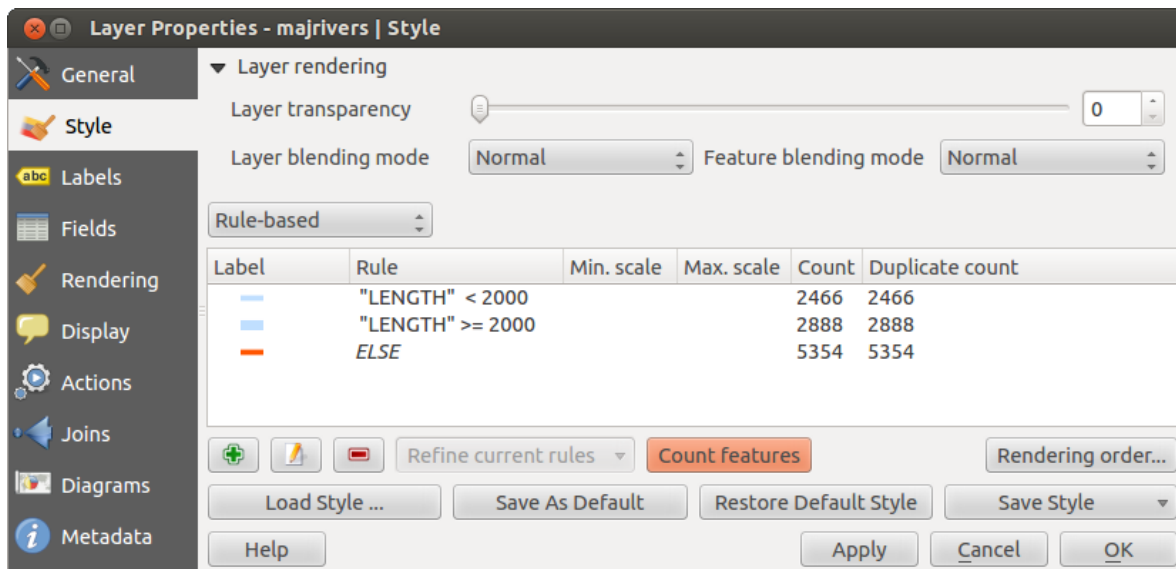 Layer Properties - majrivers | Style
General
Style
abc Labels
Fields
Rendering
Display
Actions
Joins
Diagrams
i Metadata
Layer rendering
Layer transparency 0
Layer blending mode Normal Feature blending mode Normal
Rule-based
Label Rule Min. scale Max. scale Count Duplicate count
"LENGTH" < 2000 2466 2466
"LENGTH" >= 2000 2888 2888
ELSE 5354 5354
Refine current rules Count features Rendering order...
Load Style ... Save As Default Restore Default Style Save Style
Help Apply Cancel OK